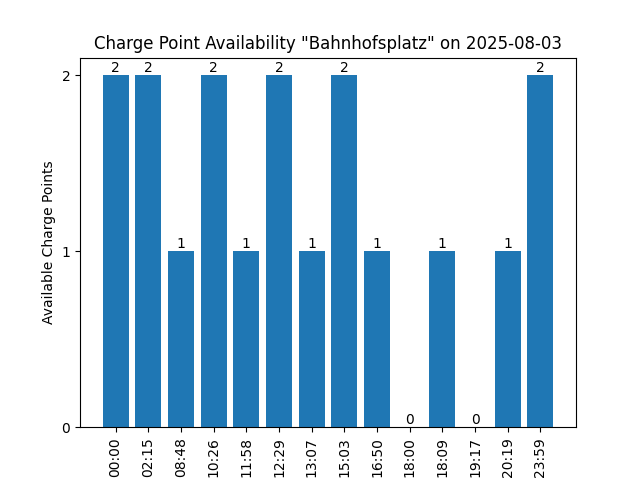 Charge Point Availability "Bahnhofsplatz" on 2025-08-03
Available Charge Points
2
1
0
2 2 1 2 1 2 1 2 1 0 1 0 1 2
00:00 02:15 08:48 10:26 11:58 12:29 13:07 15:03 16:50 18:00 18:09 19:17 20:19 23:59